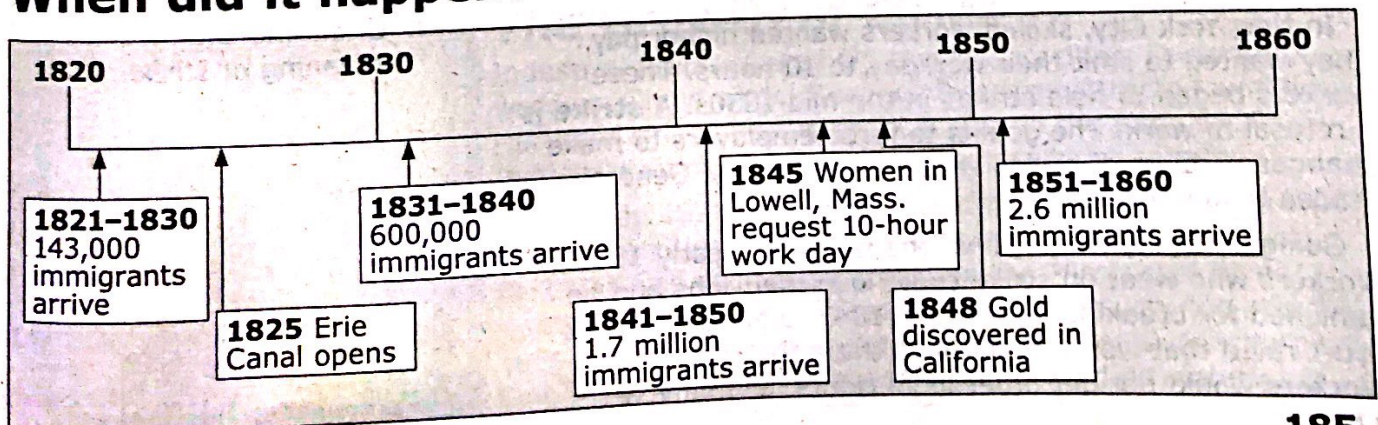 When did it happen
1820
1830
1840
1850
1860
1821–1830
143,000
immigrants
arrive
1825 Erie
Canal opens
1831–1840
600,000
immigrants arrive
1841–1850
1.7 million
immigrants arrive
1845 Women in
Lowell, Mass.
request 10-hour
work day
1848 Gold
discovered in
California
1851–1860
2.6 million
immigrants arrive
185